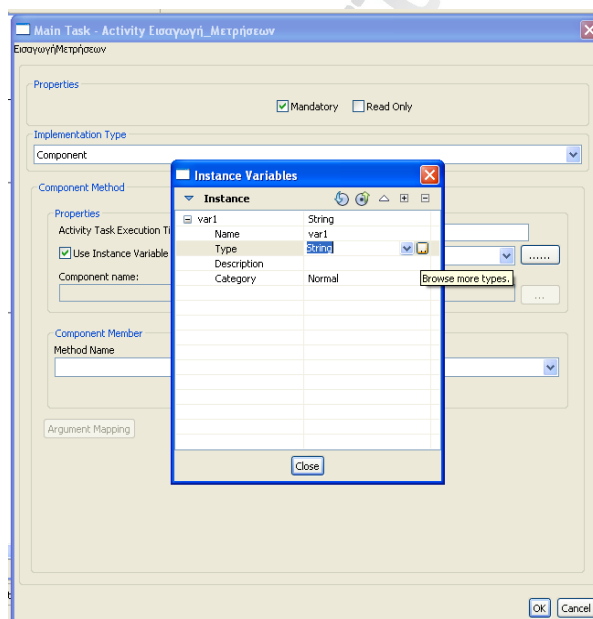 Main Task - Activity Εισαγωγή_Μετρήσεων
ΕισαγωγήΜετρήσεων
Properties
Mandatory Read Only
Implementation Type
Component
Component Method
Properties
Activity Task Execution Ti
Use Instance Variable
......
Component name:
...
Component Member
Method Name
Argument Mapping
Instance Variables
Instance
var1 String
Name var1
Type String
Description
Category Normal
Browse more types.
Close
OK Cancel